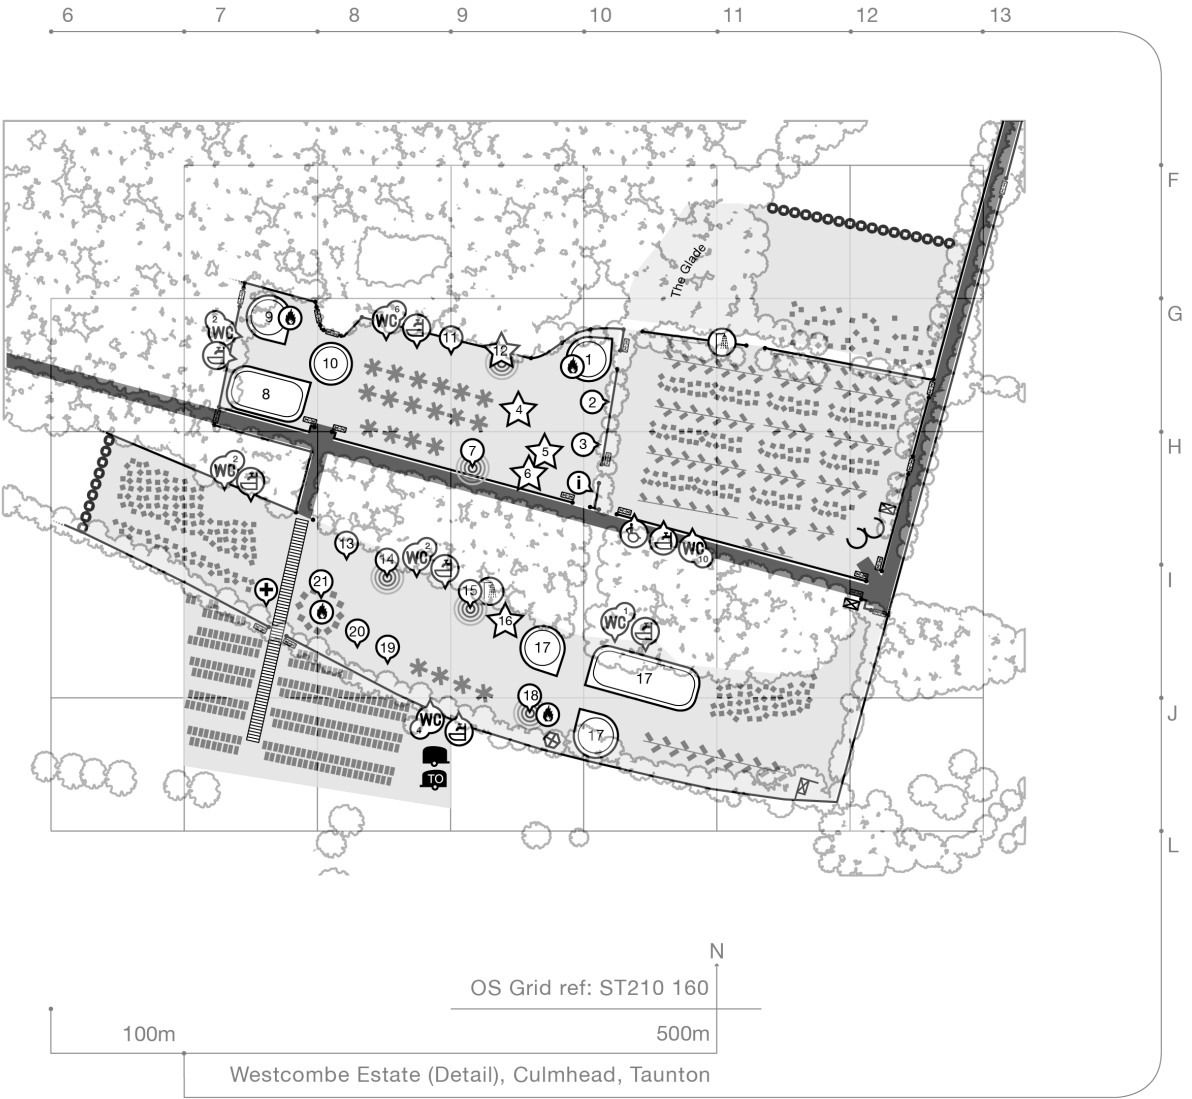 6 7 8 9 10 11 12 13
F
The Glade
G
9
2 WC
WC 6
11
12
1
10
8
4
2
H
7
5
3
6
i
WC 2
13
14
WC 2
WC 10
I
21
15
16
WC 1
20
19
17
17
18
J
WC 4
17
TO
L
N
OS Grid ref: ST210 160
100m 500m
Westcombe Estate (Detail), Culmhead, Taunton